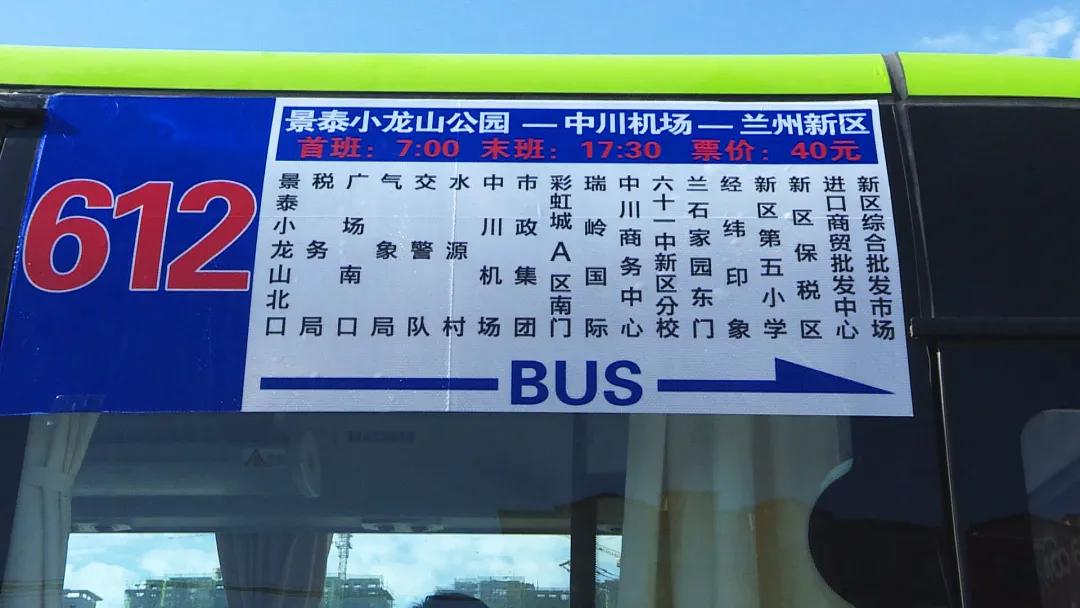 612
景泰小龙山公园 — 中川机场 — 兰州新区
首班：7:00 末班：17:30 票价：40元
景泰小龙山北口
税务局
广场南口
气象局
交警队
水源村
中川机场
市政集团
彩虹城A区南门
瑞岭国际
中川商务中心
六十一中新区分校
兰石家园东门
经纬印象
新区第五小学
新区保税区
进口商贸批发中心
新区综合批发市场
BUS